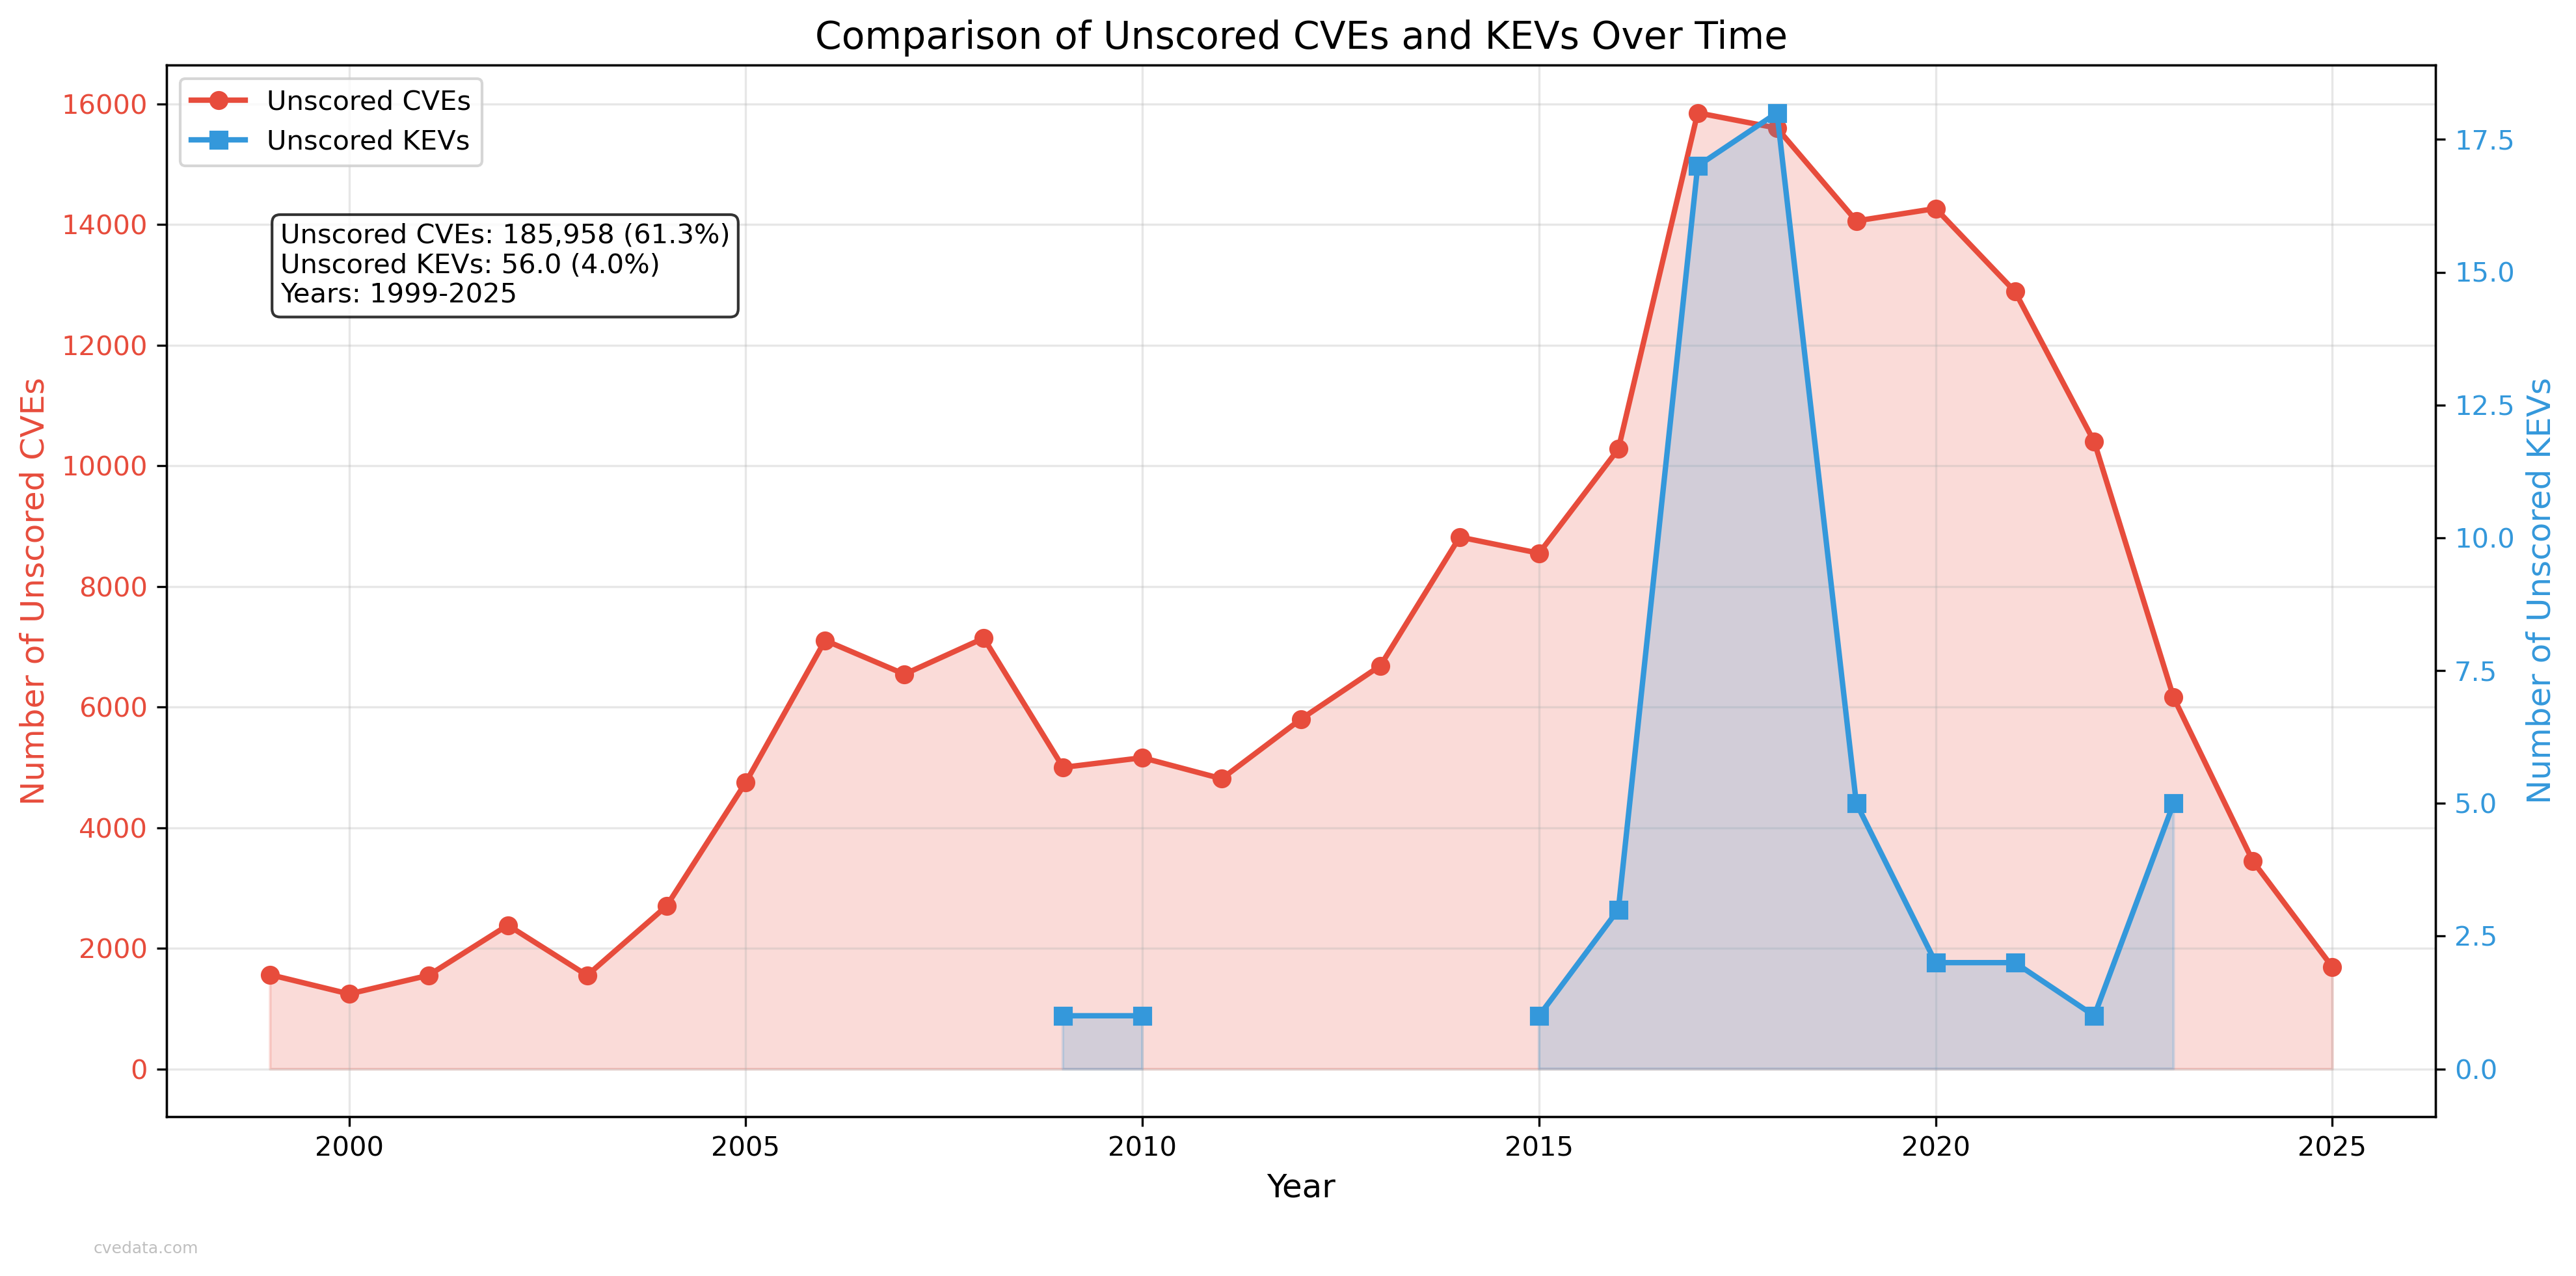 Comparison of Unscored CVEs and KEVs Over Time
Unscored CVEs
Unscored KEVs
Unscored CVEs: 185,958 (61.3%)
Unscored KEVs: 56.0 (4.0%)
Years: 1999-2025
Number of Unscored CVEs
16000
14000
12000
10000
8000
6000
4000
2000
0
17.5
15.0
12.5
10.0
7.5
5.0
2.5
0.0
Number of Unscored KEVs
2000
2005
2010
2015
2020
2025
Year
cvedata.com